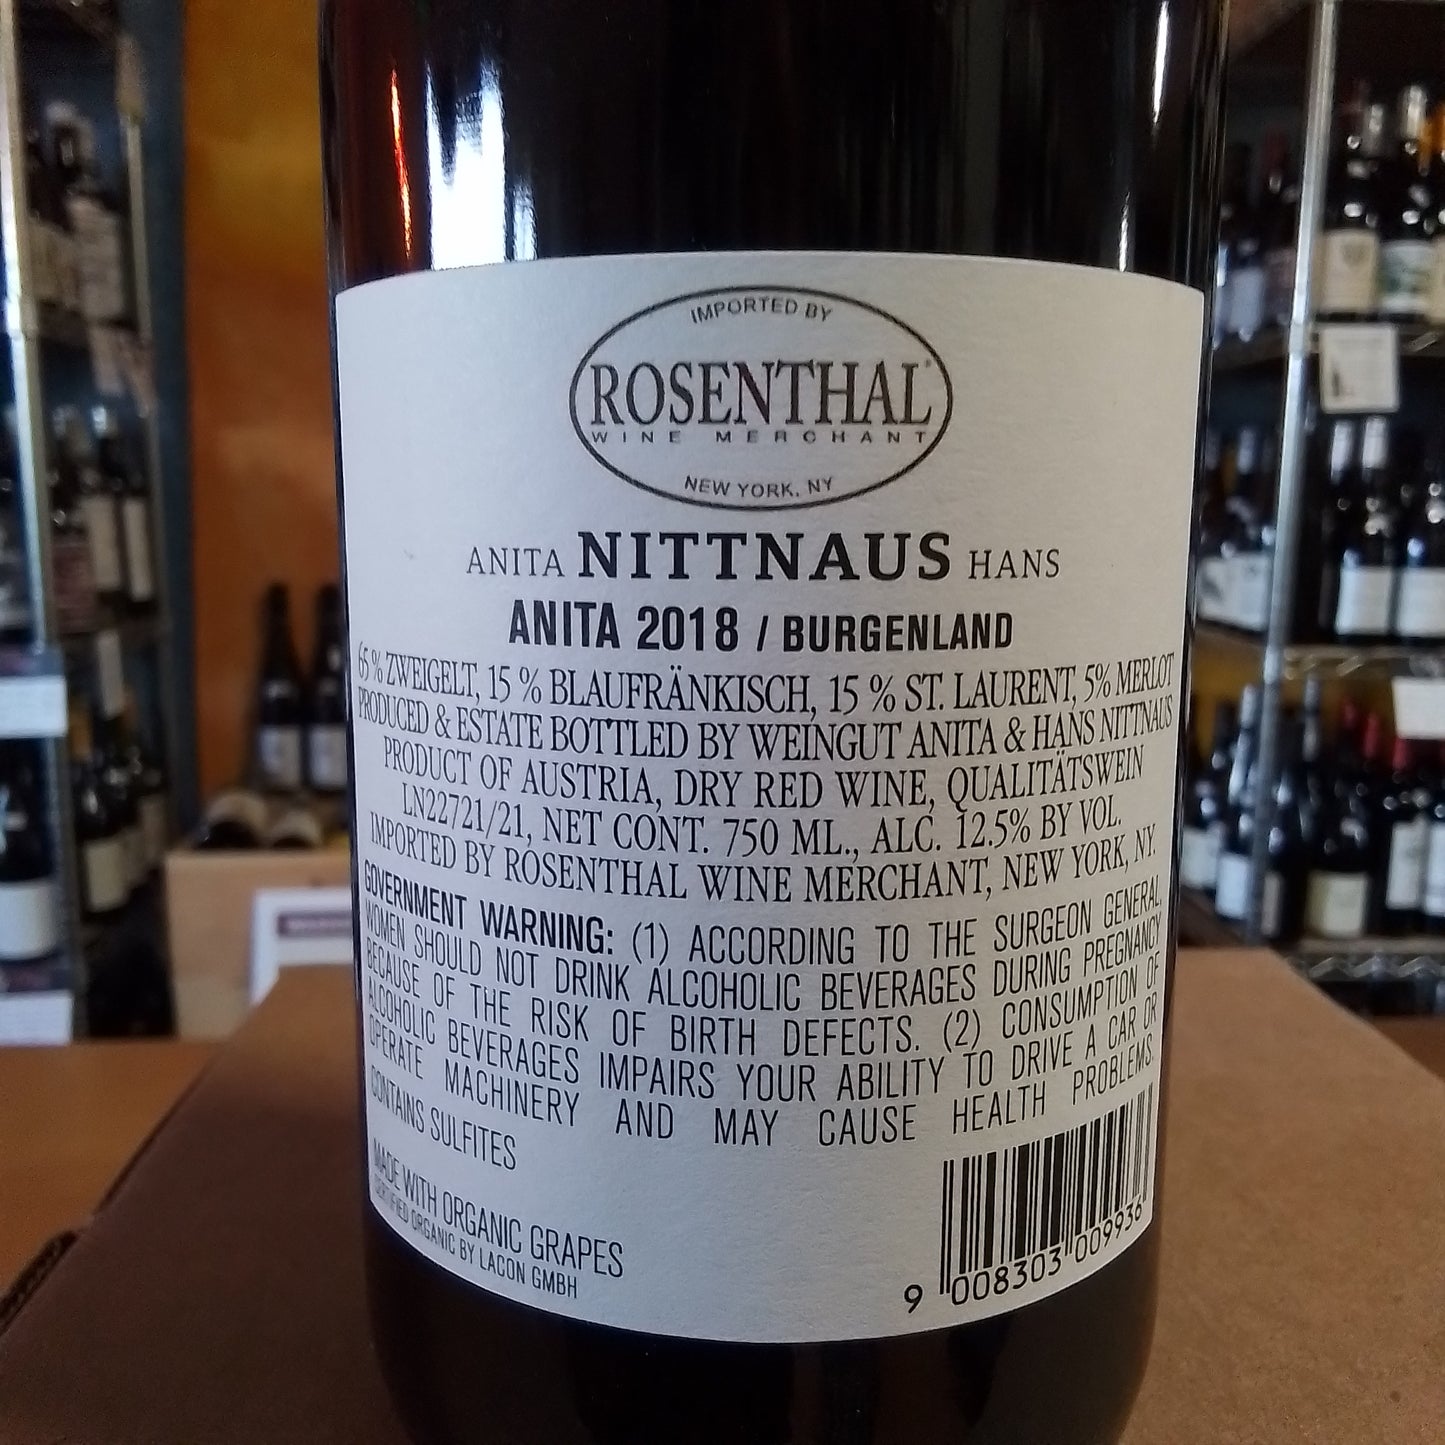 IMPORTED BY
ROSENTHAL
WINE MERCHANT
NEW YORK, NY
ANITA NITTNAUS HANS
ANITA 2018 / BURGENLAND
65 % ZWEIGELT, 15 % BLAUFRÄNKISCH, 15 % ST. LAURENT, 5% MERLOT
PRODUCED & ESTATE BOTTLED BY WEINGUT ANITA & HANS NITTNAUS
PRODUCT OF AUSTRIA, DRY RED WINE, QUALITÄTSWEIN
LN22721/21, NET CONT. 750 ML., ALC. 12.5% BY VOL.
IMPORTED BY ROSENTHAL WINE MERCHANT, NEW YORK, NY.
GOVERNMENT WARNING: (1) ACCORDING TO THE SURGEON GENERAL,
WOMEN SHOULD NOT DRINK ALCOHOLIC BEVERAGES DURING PREGNANCY
BECAUSE OF THE RISK OF BIRTH DEFECTS. (2) CONSUMPTION OF
ALCOHOLIC BEVERAGES IMPAIRS YOUR ABILITY TO DRIVE A CAR OR
OPERATE MACHINERY AND MAY CAUSE HEALTH PROBLEMS.
CONTAINS SULFITES
MADE WITH ORGANIC GRAPES
CERTIFIED ORGANIC BY LACON GMBH
9 008303 009936